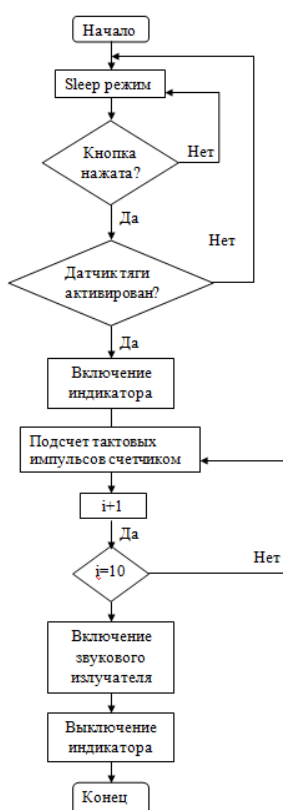 Начало
Sleep режим
Кнопка
нажата?
Нет
Да
Нет
Датчик тяги
активирован?
Да
Включение
индикатора
Подсчет тактовых
импульсов счетчиком
i+1
Да
i=10
Нет
Включение
звукового
излучателя
Выключение
индикатора
Конец